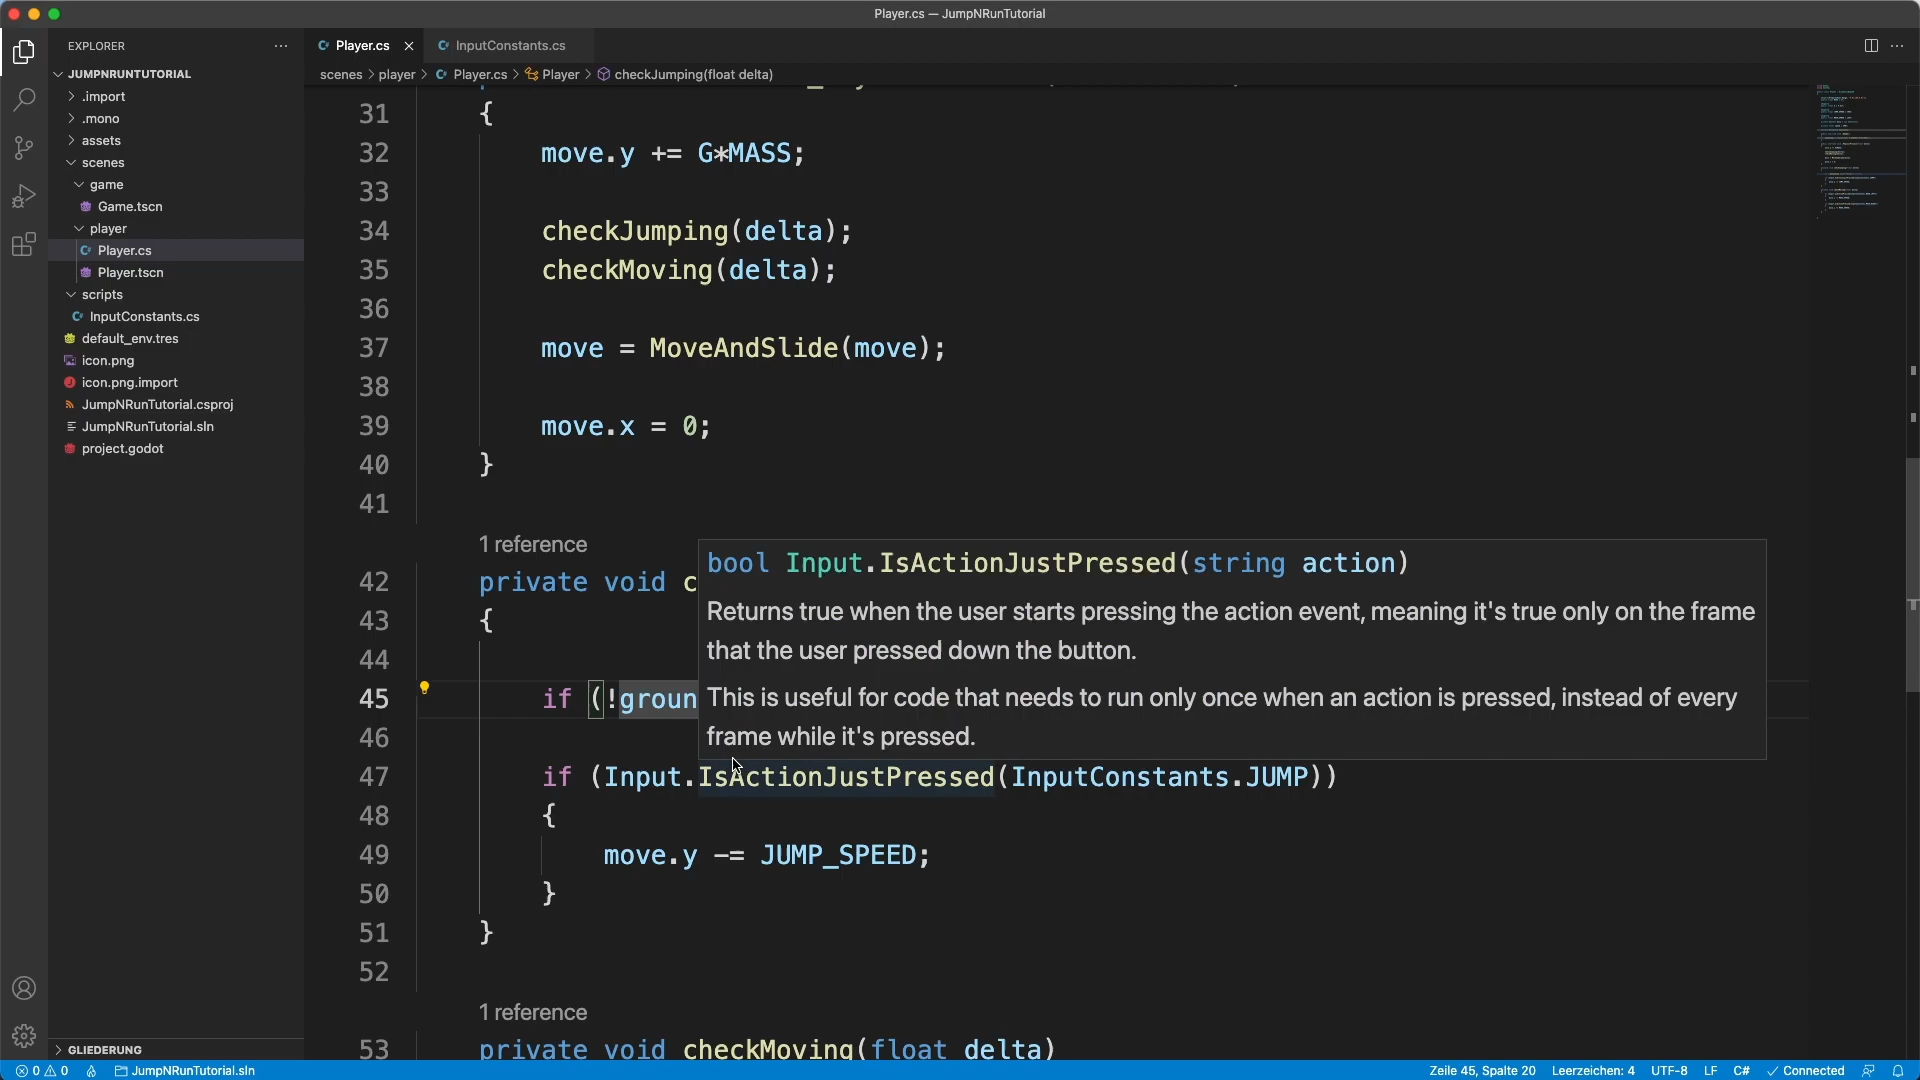 Player.cs — JumpNRunTutorial
EXPLORER
Player.cs
InputConstants.cs
JUMPNRUNTUTORIAL
scenes > player > Player.cs > Player > checkJumping(float delta)
.import
.mono
assets
scenes
game
Game.tscn
player
Player.cs
Player.tscn
scripts
InputConstants.cs
default_env.tres
icon.png
icon.png.import
JumpNRunTutorial.csproj
JumpNRunTutorial.sln
project.godot
GLIEDERUNG
31 {
32 move.y += G*MASS;
33
34 checkJumping(delta);
35 checkMoving(delta);
36
37 move = MoveAndSlide(move);
38
39 move.x = 0;
40 }
41
1 reference
42 private void c
43 {
44
45 if (!groun
46
bool Input.IsActionJustPressed(string action)
Returns true when the user starts pressing the action event, meaning it's true only on the frame
that the user pressed down the button.
This is useful for code that needs to run only once when an action is pressed, instead of every
frame while it's pressed.
47 if (Input.IsActionJustPressed(InputConstants.JUMP))
48 {
49 move.y -= JUMP_SPEED;
50 }
51 }
52
1 reference
53 private void checkMoving(float delta)
0 0 JumpNRunTutorial.sln
Zeile 45, Spalte 20 Leerzeichen: 4 UTF-8 LF C# Connected